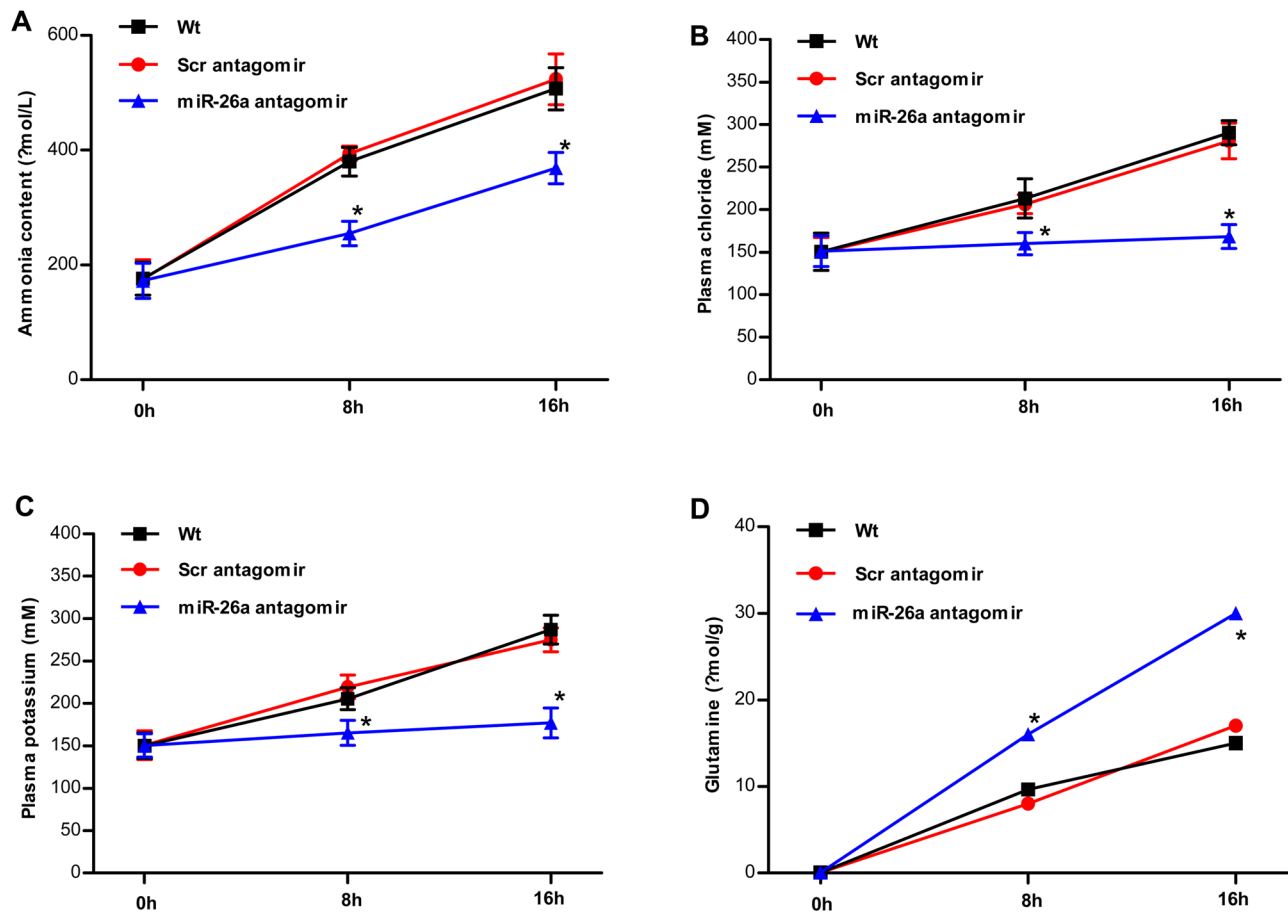 A
Wt
Scr antagomir
miR-26a antagomir
Ammonia content (?mol/L)
600
400
200
0
*
*
0h
8h
16h
B
Wt
Scr antagomir
miR-26a antagomir
Plasma chloride (mM)
400
350
300
250
200
150
100
50
0
*
*
0h
8h
16h
C
Wt
Scr antagomir
miR-26a antagomir
Plasma potassium (mM)
400
350
300
250
200
150
100
50
0
*
*
0h
8h
16h
D
Wt
Scr antagomir
miR-26a antagomir
Glutamine (?mol/g)
40
30
20
10
0
*
*
0h
8h
16h